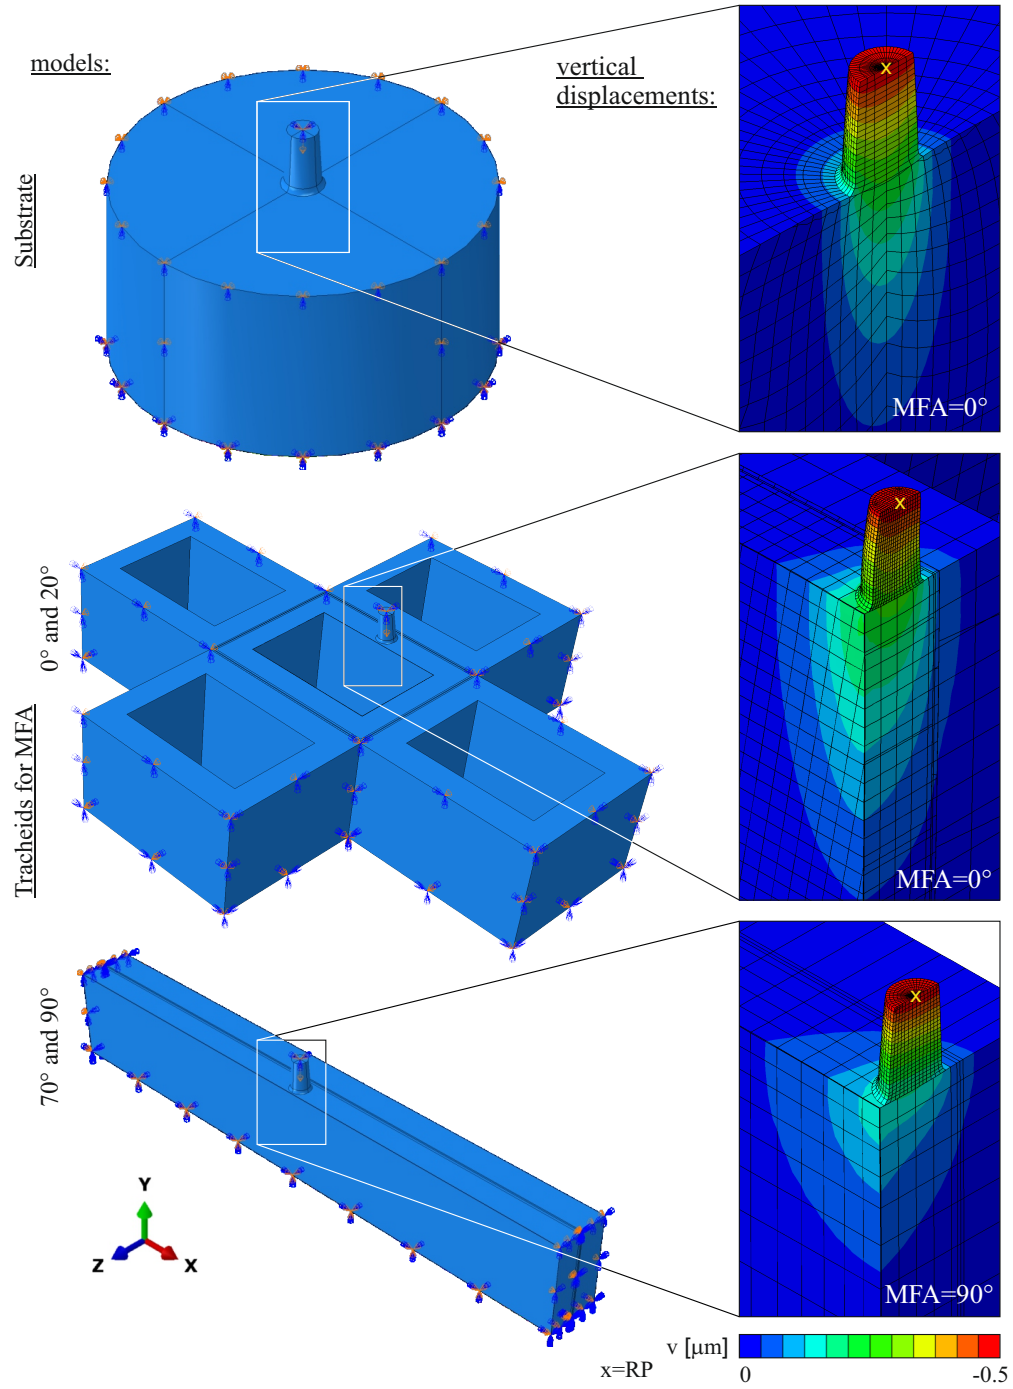 models:
vertical
displacements:
Substrate
x
MFA=0°
0° and 20°
Tracheids for MFA
x
MFA=0°
70° and 90°
x
MFA=90°
Y
Z
X
v [μm]
x=RP
0
-0.5